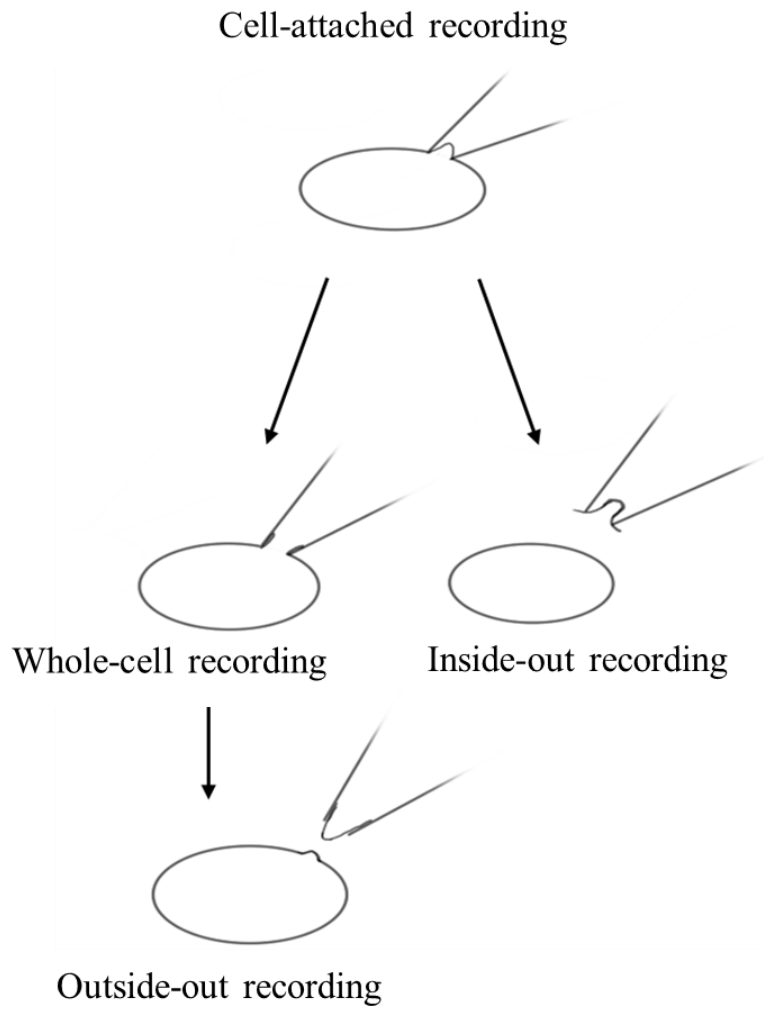 Cell-attached recording
Whole-cell recording
Inside-out recording
Outside-out recording